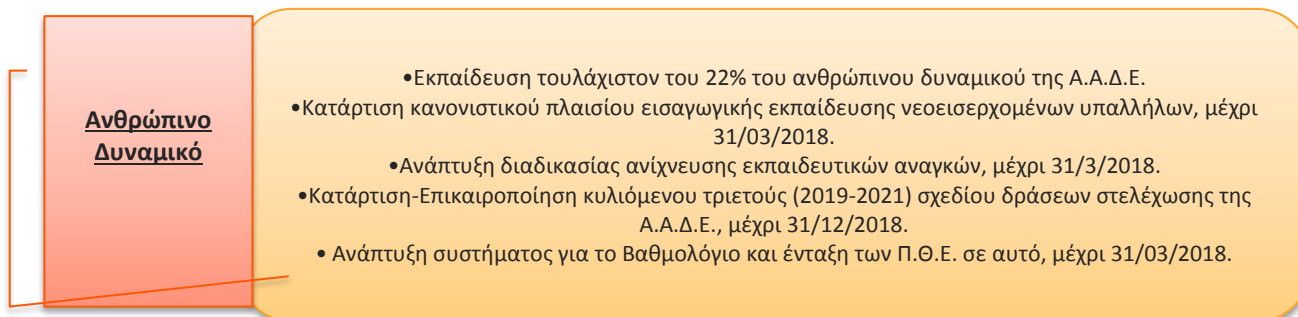 Ανθρώπινο
Δυναμικό
•Εκπαίδευση τουλάχιστον του 22% του ανθρώπινου δυναμικού της Α.Α.Δ.Ε.
•Κατάρτιση κανονιστικού πλαισίου εισαγωγικής εκπαίδευσης νεοεισερχομένων υπαλλήλων, μέχρι
31/03/2018.
•Ανάπτυξη διαδικασίας ανίχνευσης εκπαιδευτικών αναγκών, μέχρι 31/3/2018.
•Κατάρτιση-Επικαιροποίηση κυλιόμενου τριετούς (2019-2021) σχεδίου δράσεων στελέχωσης της
Α.Α.Δ.Ε., μέχρι 31/12/2018.
• Ανάπτυξη συστήματος για το Βαθμολόγιο και ένταξη των Π.Θ.Ε. σε αυτό, μέχρι 31/03/2018.